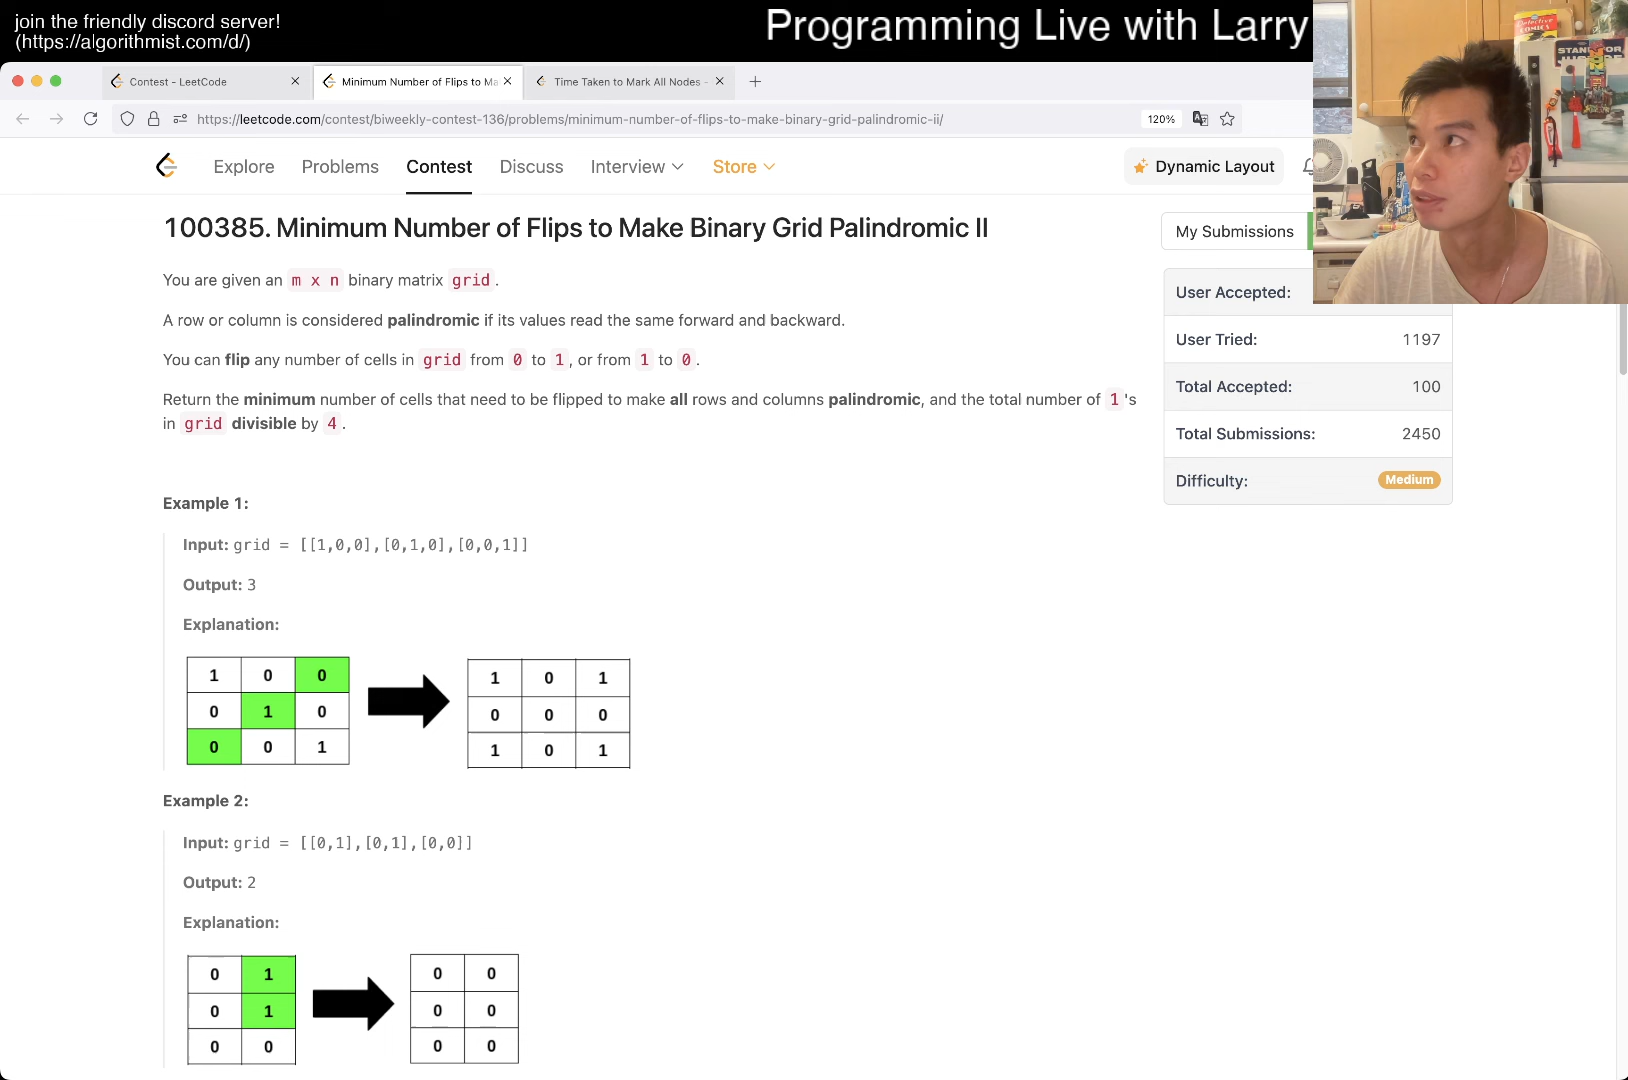 join the friendly discord server!
(https://algorithmist.com/d/)
Programming Live with Larry
Contest - LeetCode
Minimum Number of Flips to Ma
Time Taken to Mark All Nodes -
https://leetcode.com/contest/biweekly-contest-136/problems/minimum-number-of-flips-to-make-binary-grid-palindromic-ii/
120%
Explore
Problems
Contest
Discuss
Interview
Store
Dynamic Layout
100385. Minimum Number of Flips to Make Binary Grid Palindromic II
My Submissions
You are given an m x n binary matrix grid.
A row or column is considered palindromic if its values read the same forward and backward.
You can flip any number of cells in grid from 0 to 1, or from 1 to 0.
Return the minimum number of cells that need to be flipped to make all rows and columns palindromic, and the total number of 1's
in grid divisible by 4.
User Accepted:
User Tried: 1197
Total Accepted: 100
Total Submissions: 2450
Difficulty: Medium
Example 1:
Input: grid = [[1,0,0],[0,1,0],[0,0,1]]
Output: 3
Explanation:
1 0 0
0 1 0
0 0 1
1 0 1
0 0 0
1 0 1
Example 2:
Input: grid = [[0,1],[0,1],[0,0]]
Output: 2
Explanation:
0 1
0 1
0 0
0 0
0 0
0 0